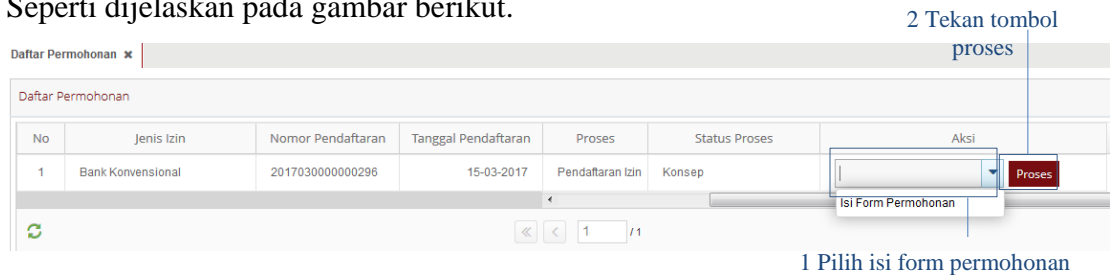 Seperti dijelaskan pada gambar berikut.
2 Tekan tombol
proses
Daftar Permohonan ✖
Daftar Permohonan
No Jenis Izin Nomor Pendaftaran Tanggal Pendaftaran Proses Status Proses Aksi
1 Bank Konvensional 2017030000000296 15-03-2017 Pendaftaran Izin Konsep Proses
Isi Form Permohonan
1 / 1
1 Pilih isi form permohonan